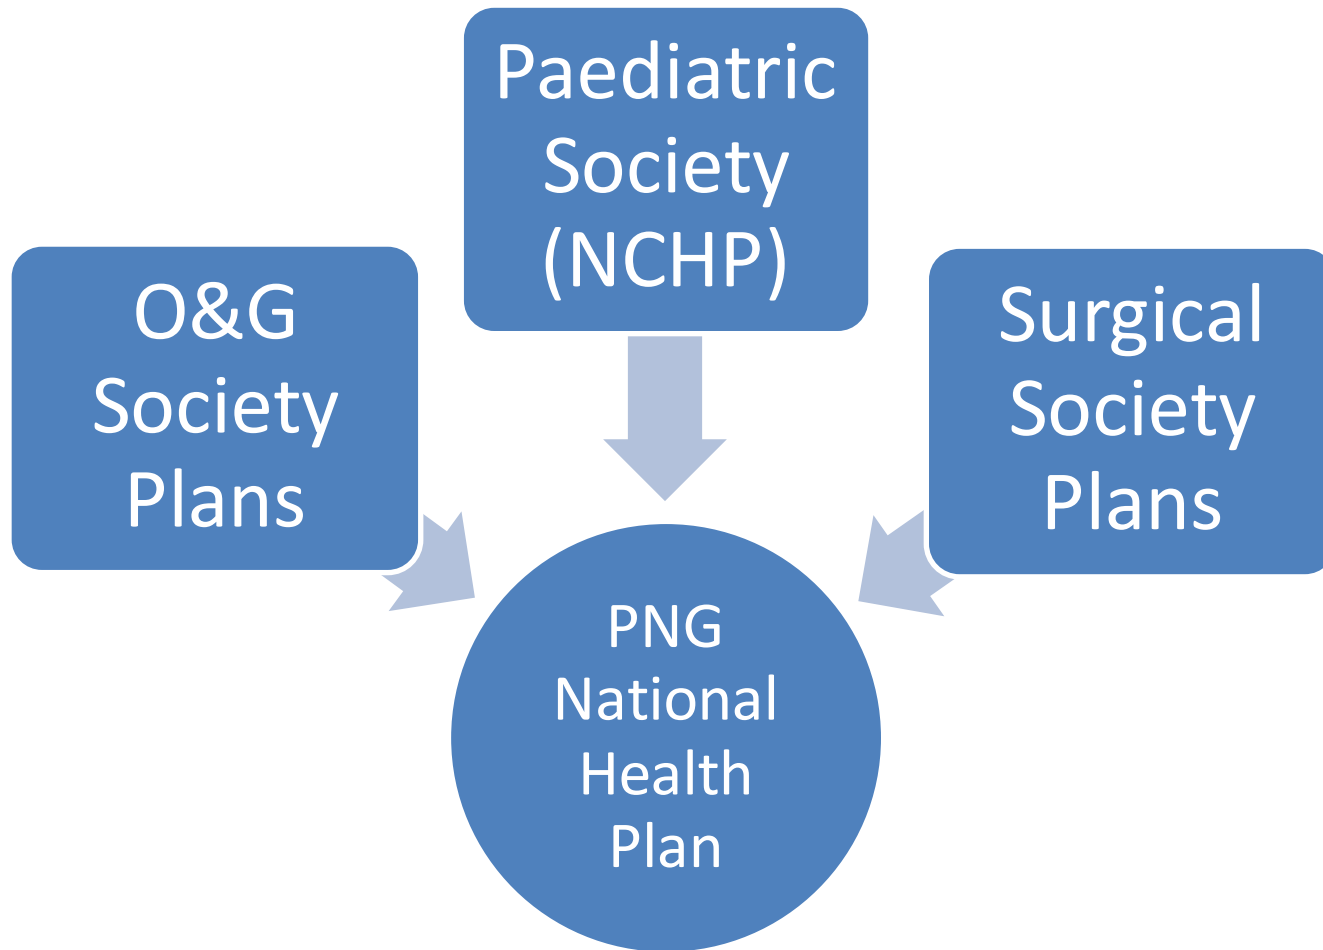 Paediatric
Society
(NCHP)
O&G
Society
Plans
Surgical
Society
Plans
PNG
National
Health
Plan